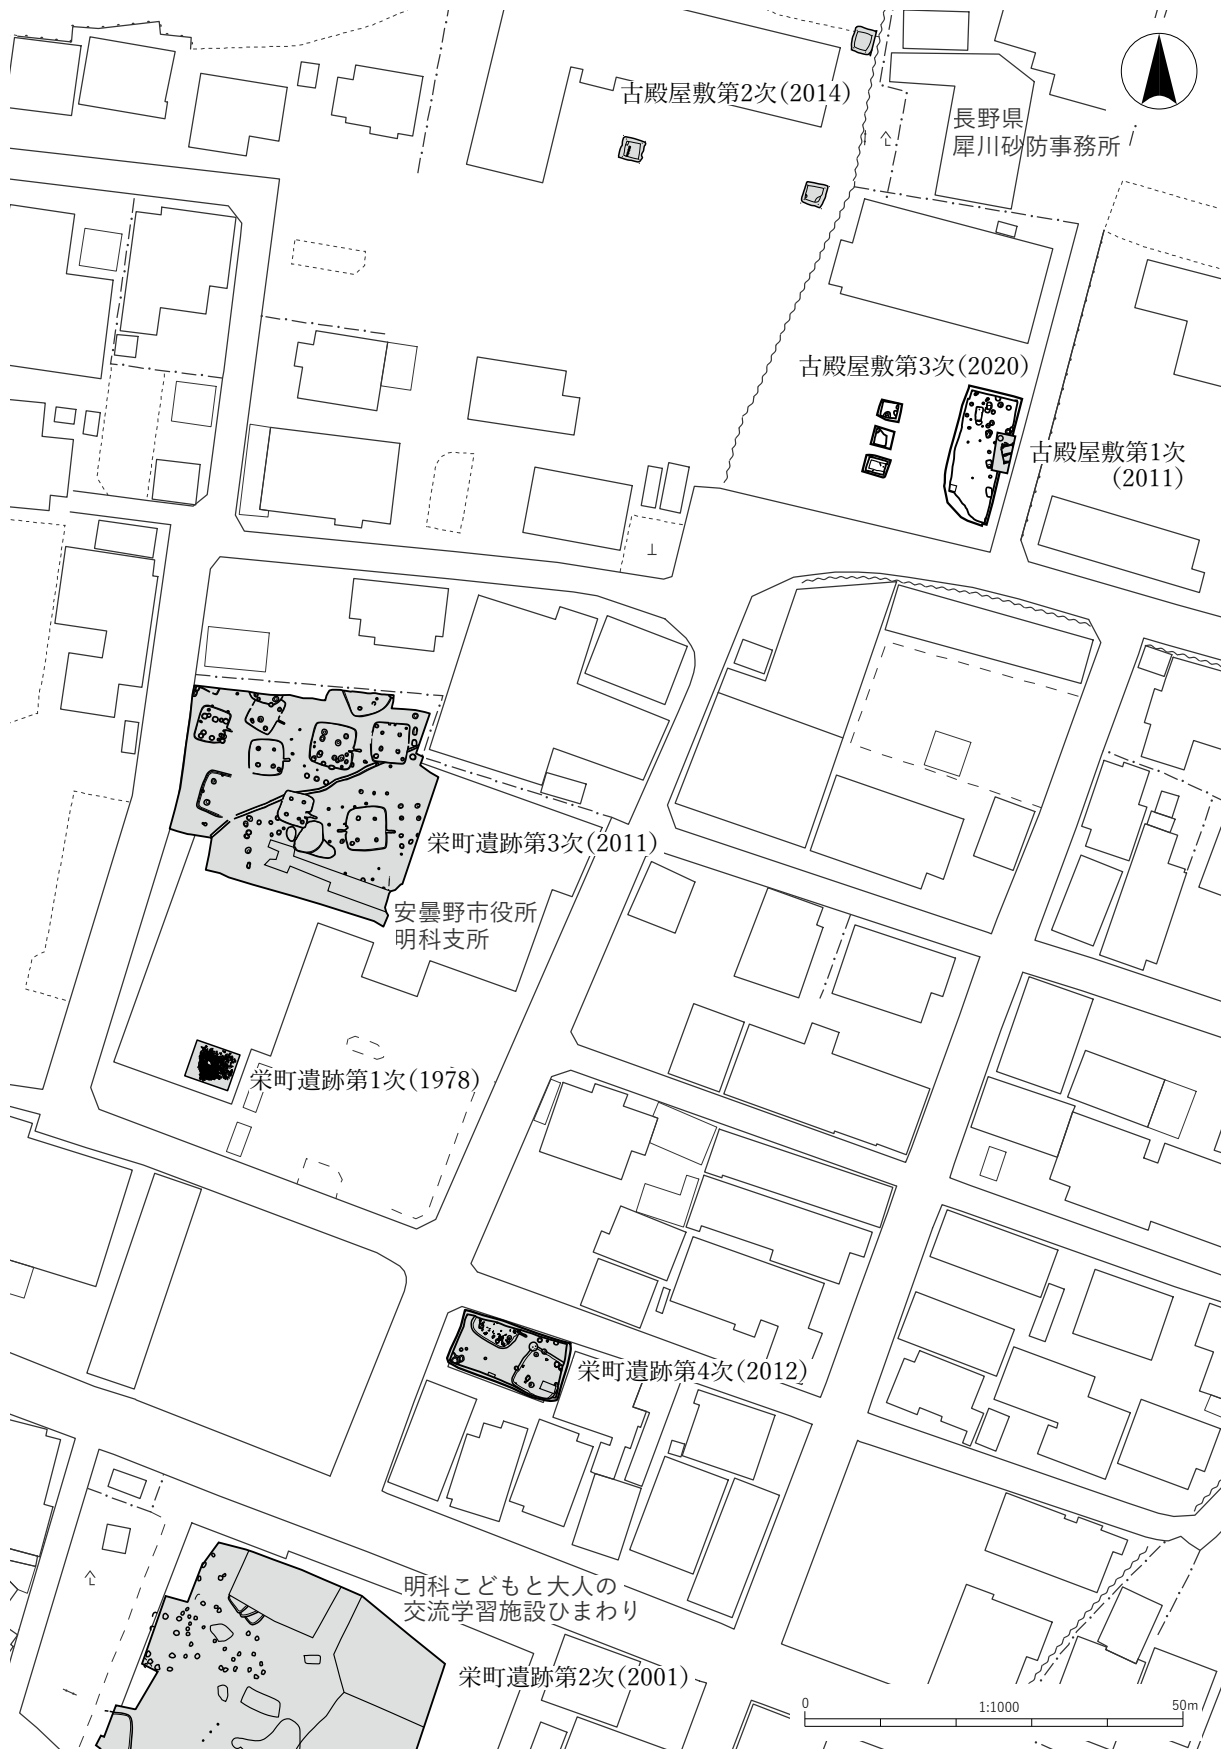 古殿屋敷第2次(2014)
長野県
犀川砂防事務所
古殿屋敷第3次(2020)
古殿屋敷第1次
(2011)
栄町遺跡第3次(2011)
安曇野市役所
明科支所
栄町遺跡第1次(1978)
栄町遺跡第4次(2012)
明科こどもと大人の
交流学習施設ひまわり
栄町遺跡第2次(2001)
0 1:1000 50m